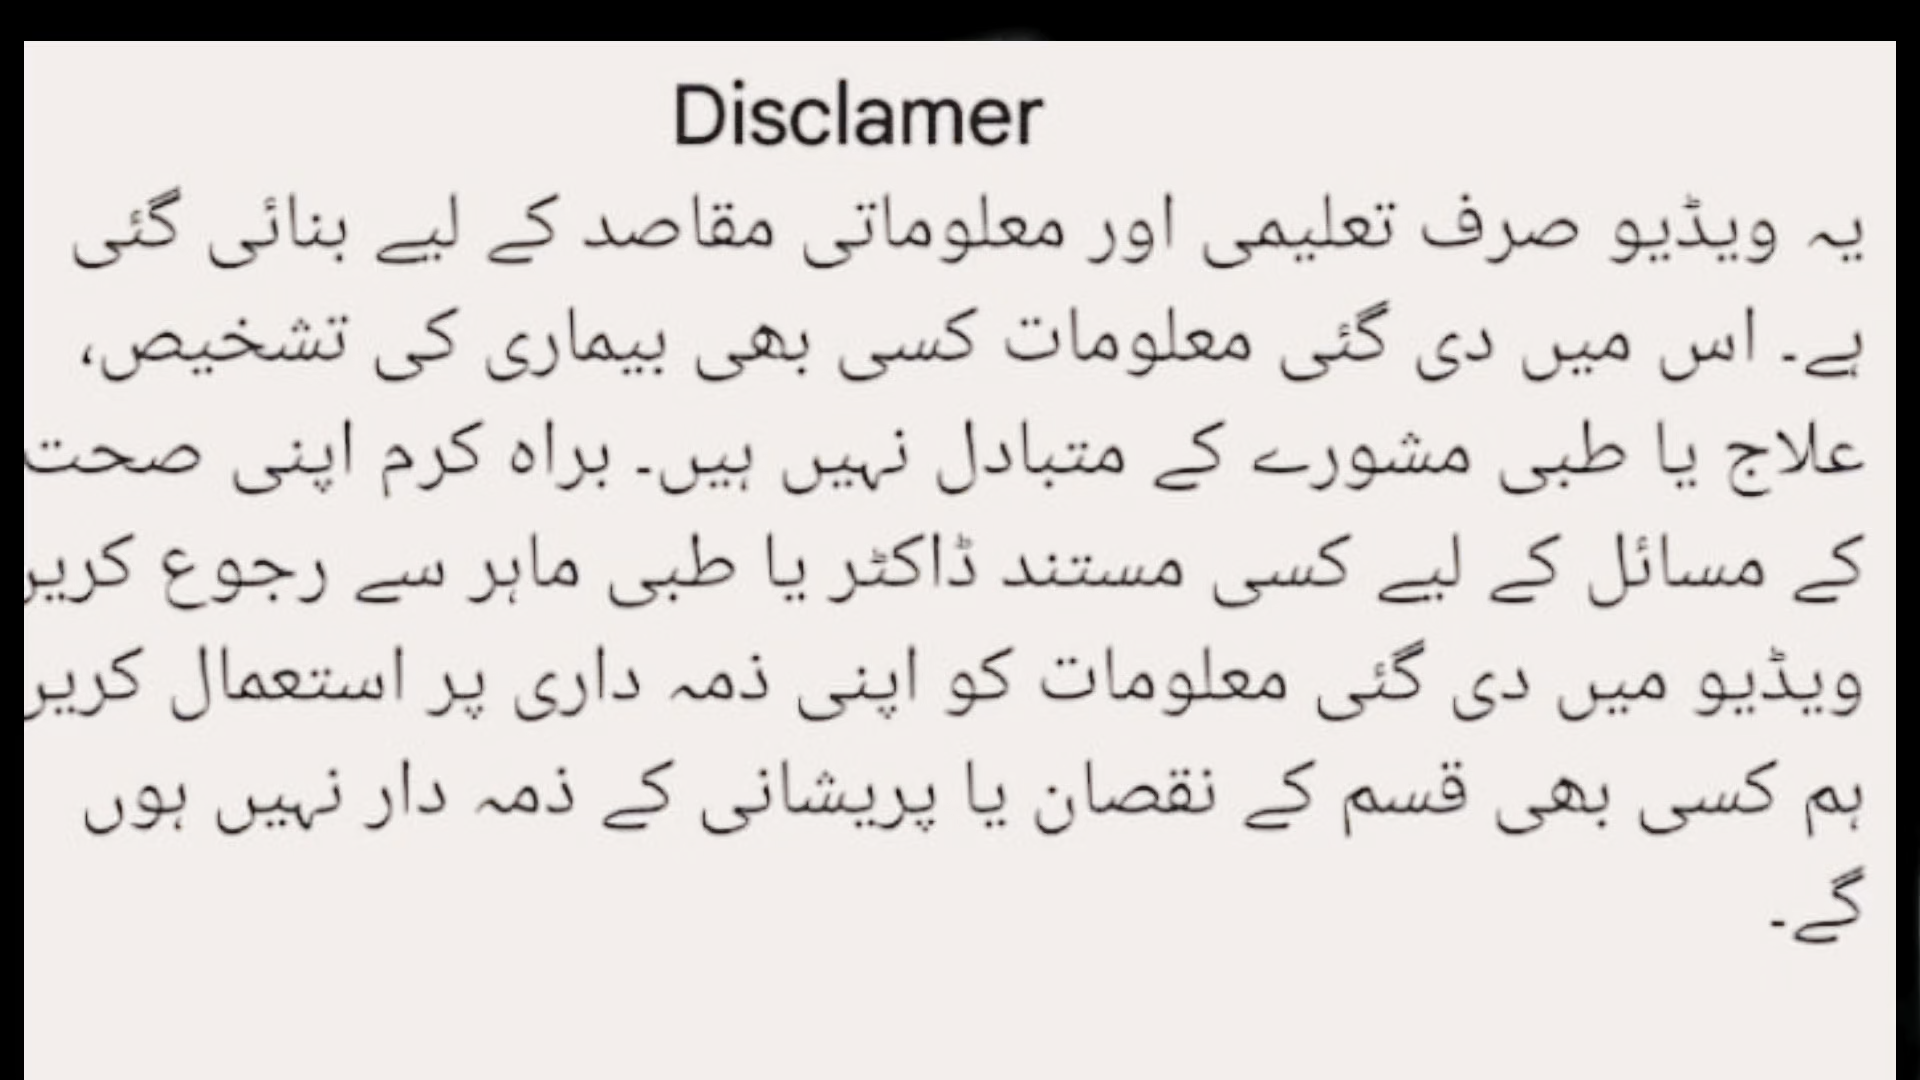 Disclamer
یہ ویڈیو صرف تعلیمی اور معلوماتی مقاصد کے لیے بنائی گئی
ہے۔ اس میں دی گئی معلومات کسی بھی بیماری کی تشخیص،
علاج یا طبی مشورے کے متبادل نہیں ہیں۔ براہ کرم اپنی صحت
کے مسائل کے لیے کسی مستند ڈاکٹر یا طبی ماہر سے رجوع کریں
ویڈیو میں دی گئی معلومات کو اپنی ذمہ داری پر استعمال کریں
ہم کسی بھی قسم کے نقصان یا پریشانی کے ذمہ دار نہیں ہوں
گے۔